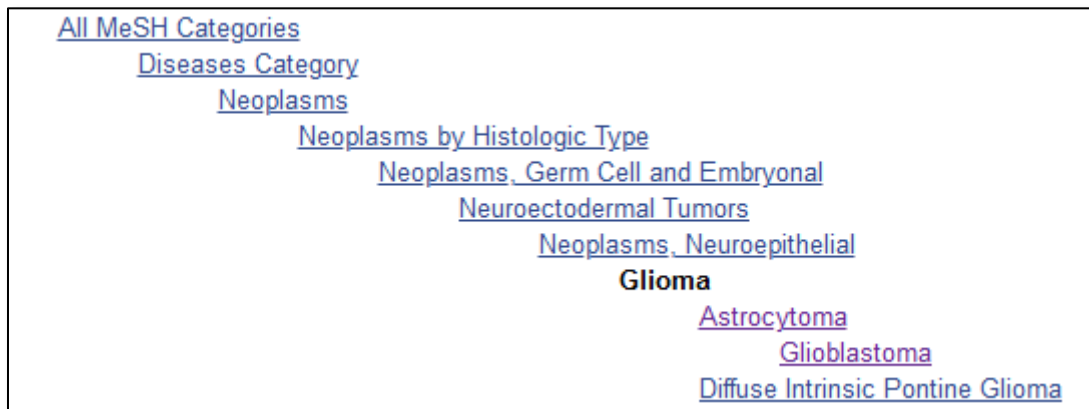 All MeSH Categories
Diseases Category
Neoplasms
Neoplasms by Histologic Type
Neoplasms, Germ Cell and Embryonal
Neuroectodermal Tumors
Neoplasms, Neuroepithelial
Glioma
Astrocytoma
Glioblastoma
Diffuse Intrinsic Pontine Glioma